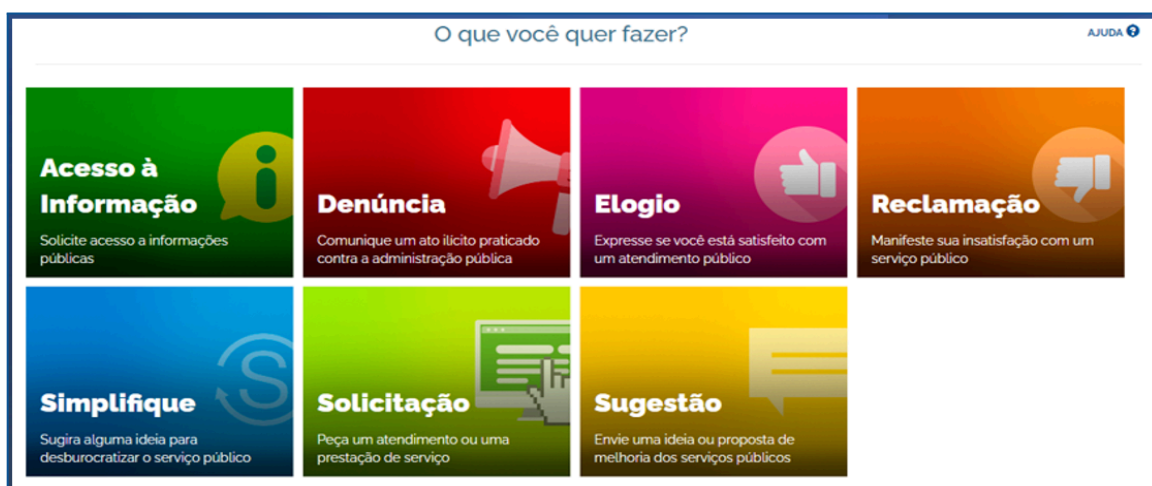 O que você quer fazer?
AJUDA
Acesso à
Informação
Solicite acesso a informações
públicas
Denúncia
Comunique um ato ilícito praticado
contra a administração pública
Elogio
Expresse se você está satisfeito com
um atendimento público
Reclamação
Manifeste sua insatisfação com um
serviço público
Simplifique
Sugira alguma ideia para
desburocratizar o serviço público
Solicitação
Peça um atendimento ou uma
prestação de serviço
Sugestão
Envie uma ideia ou proposta de
melhoria dos serviços públicos